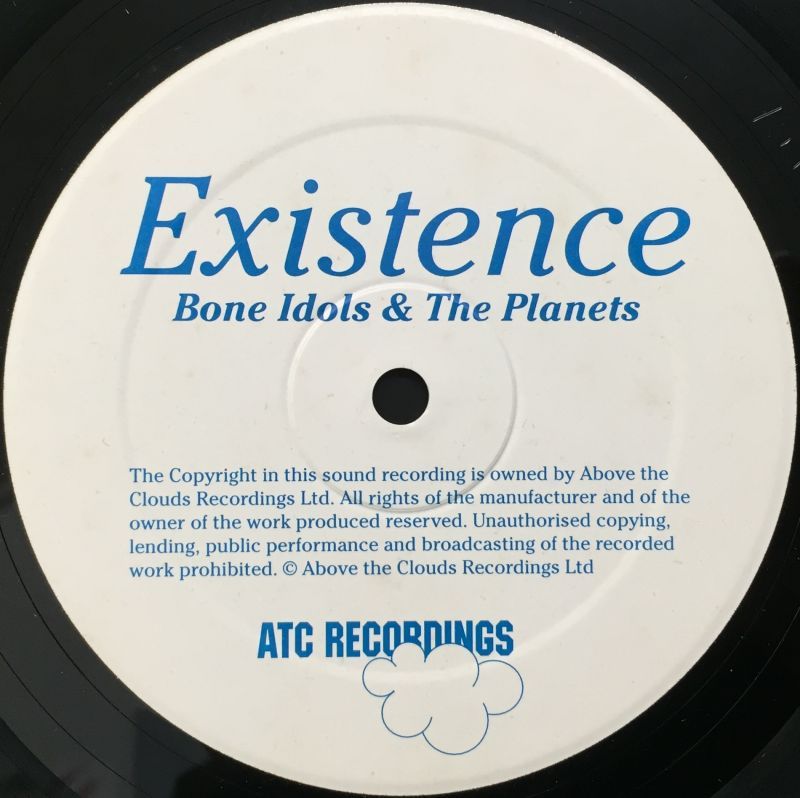 Existence
Bone Idols & The Planets
The Copyright in this sound recording is owned by Above the
Clouds Recordings Ltd. All rights of the manufacturer and of the
owner of the work produced reserved. Unauthorised copying,
lending, public performance and broadcasting of the recorded
work prohibited. © Above the Clouds Recordings Ltd
ATC RECORDINGS